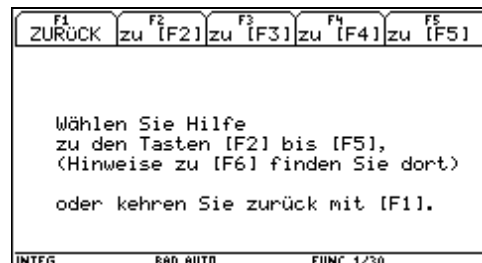 F1 F2 F3 F4 F5
ZURÜCK zu [F2] zu [F3] zu [F4] zu [F5]
Wählen Sie Hilfe
zu den Tasten [F2] bis [F5],
(Hinweise zu [F6] finden Sie dort)
oder kehren Sie zurück mit [F1].
INTEG RAD AUTO FUNC 1/30